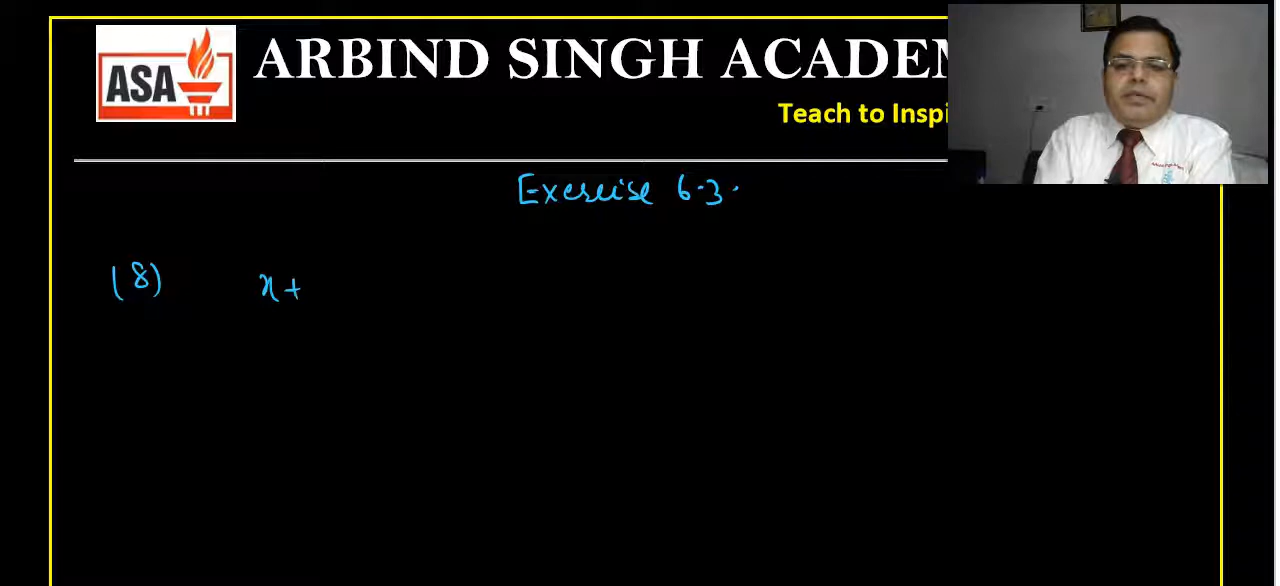 ASA
ARBIND SINGH ACADEM
Teach to Inspi
Exercise 6.3.
(8) x+